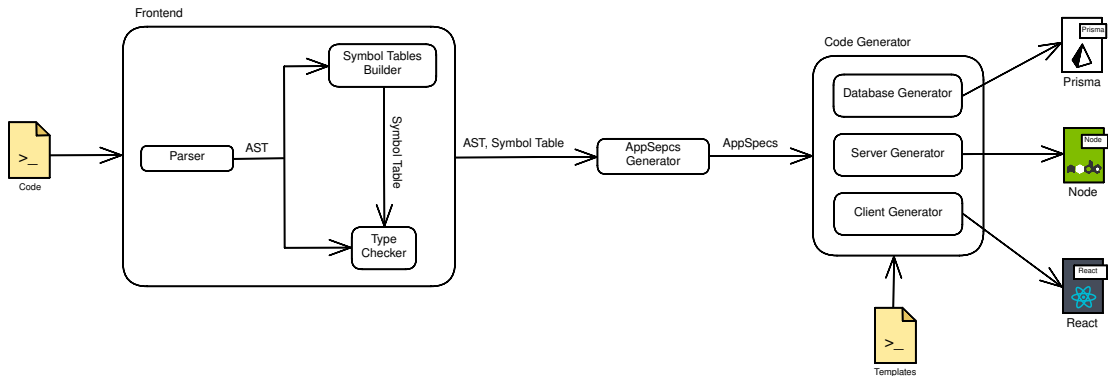 Frontend
Symbol Tables
Builder
Code Generator
Prisma
Prisma
Database Generator
>_
Code
Parser
AST
Symbol Table
AST, Symbol Table
AppSepcs
Generator
AppSpecs
Server Generator
Node
node
Node
Client Generator
Type
Checker
React
React
>_
Templates